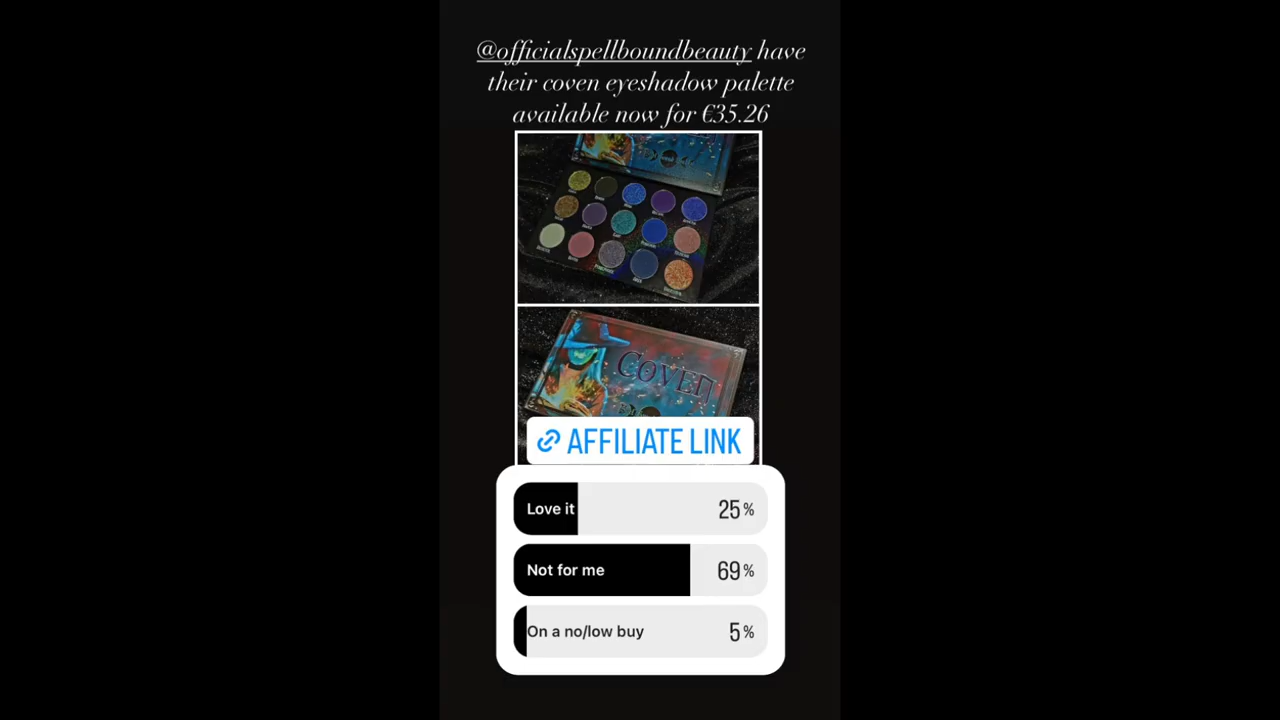 @officialspellboundbeauty have
their coven eyeshadow palette
available now for €35.26
COVEN
AFFILIATE LINK
Love it 25%
Not for me 69%
On a no/low buy 5%